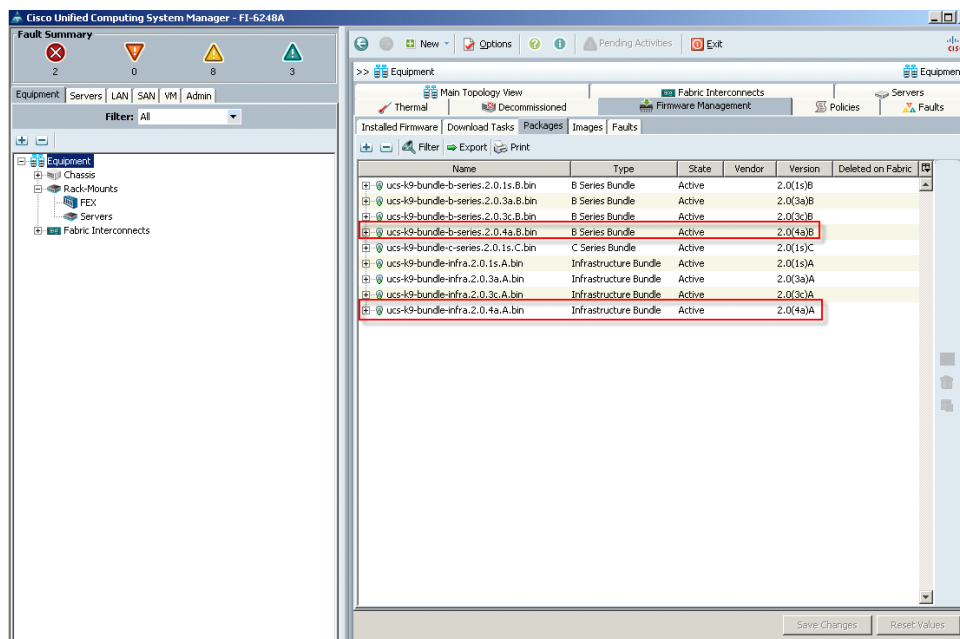 Cisco Unified Computing System Manager - FI-6248A
Fault Summary
2 0 8 3
New Options Pending Activities Exit
>> Equipment Equipmen
Equipment Servers LAN SAN VM Admin
Filter: All
Equipment
Chassis
Rack-Mounts
FEX
Servers
Fabric Interconnects
Main Topology View Fabric Interconnects Servers
Thermal Decommissioned Firmware Management Policies Faults
Installed Firmware Download Tasks Packages Images Faults
Filter Export Print
Name Type State Vendor Version Deleted on Fabric
ucs-k9-bundle-b-series.2.0.1s.B.bin B Series Bundle Active 2.0(1s)B
ucs-k9-bundle-b-series.2.0.3a.B.bin B Series Bundle Active 2.0(3a)B
ucs-k9-bundle-b-series.2.0.3c.B.bin B Series Bundle Active 2.0(3c)B
ucs-k9-bundle-b-series.2.0.4a.B.bin B Series Bundle Active 2.0(4a)B
ucs-k9-bundle-c-series.2.0.1s.C.bin C Series Bundle Active 2.0(1s)C
ucs-k9-bundle-infra.2.0.1s.A.bin Infrastructure Bundle Active 2.0(1s)A
ucs-k9-bundle-infra.2.0.3a.A.bin Infrastructure Bundle Active 2.0(3a)A
ucs-k9-bundle-infra.2.0.3c.A.bin Infrastructure Bundle Active 2.0(3c)A
ucs-k9-bundle-infra.2.0.4a.A.bin Infrastructure Bundle Active 2.0(4a)A
Save Changes Reset Values